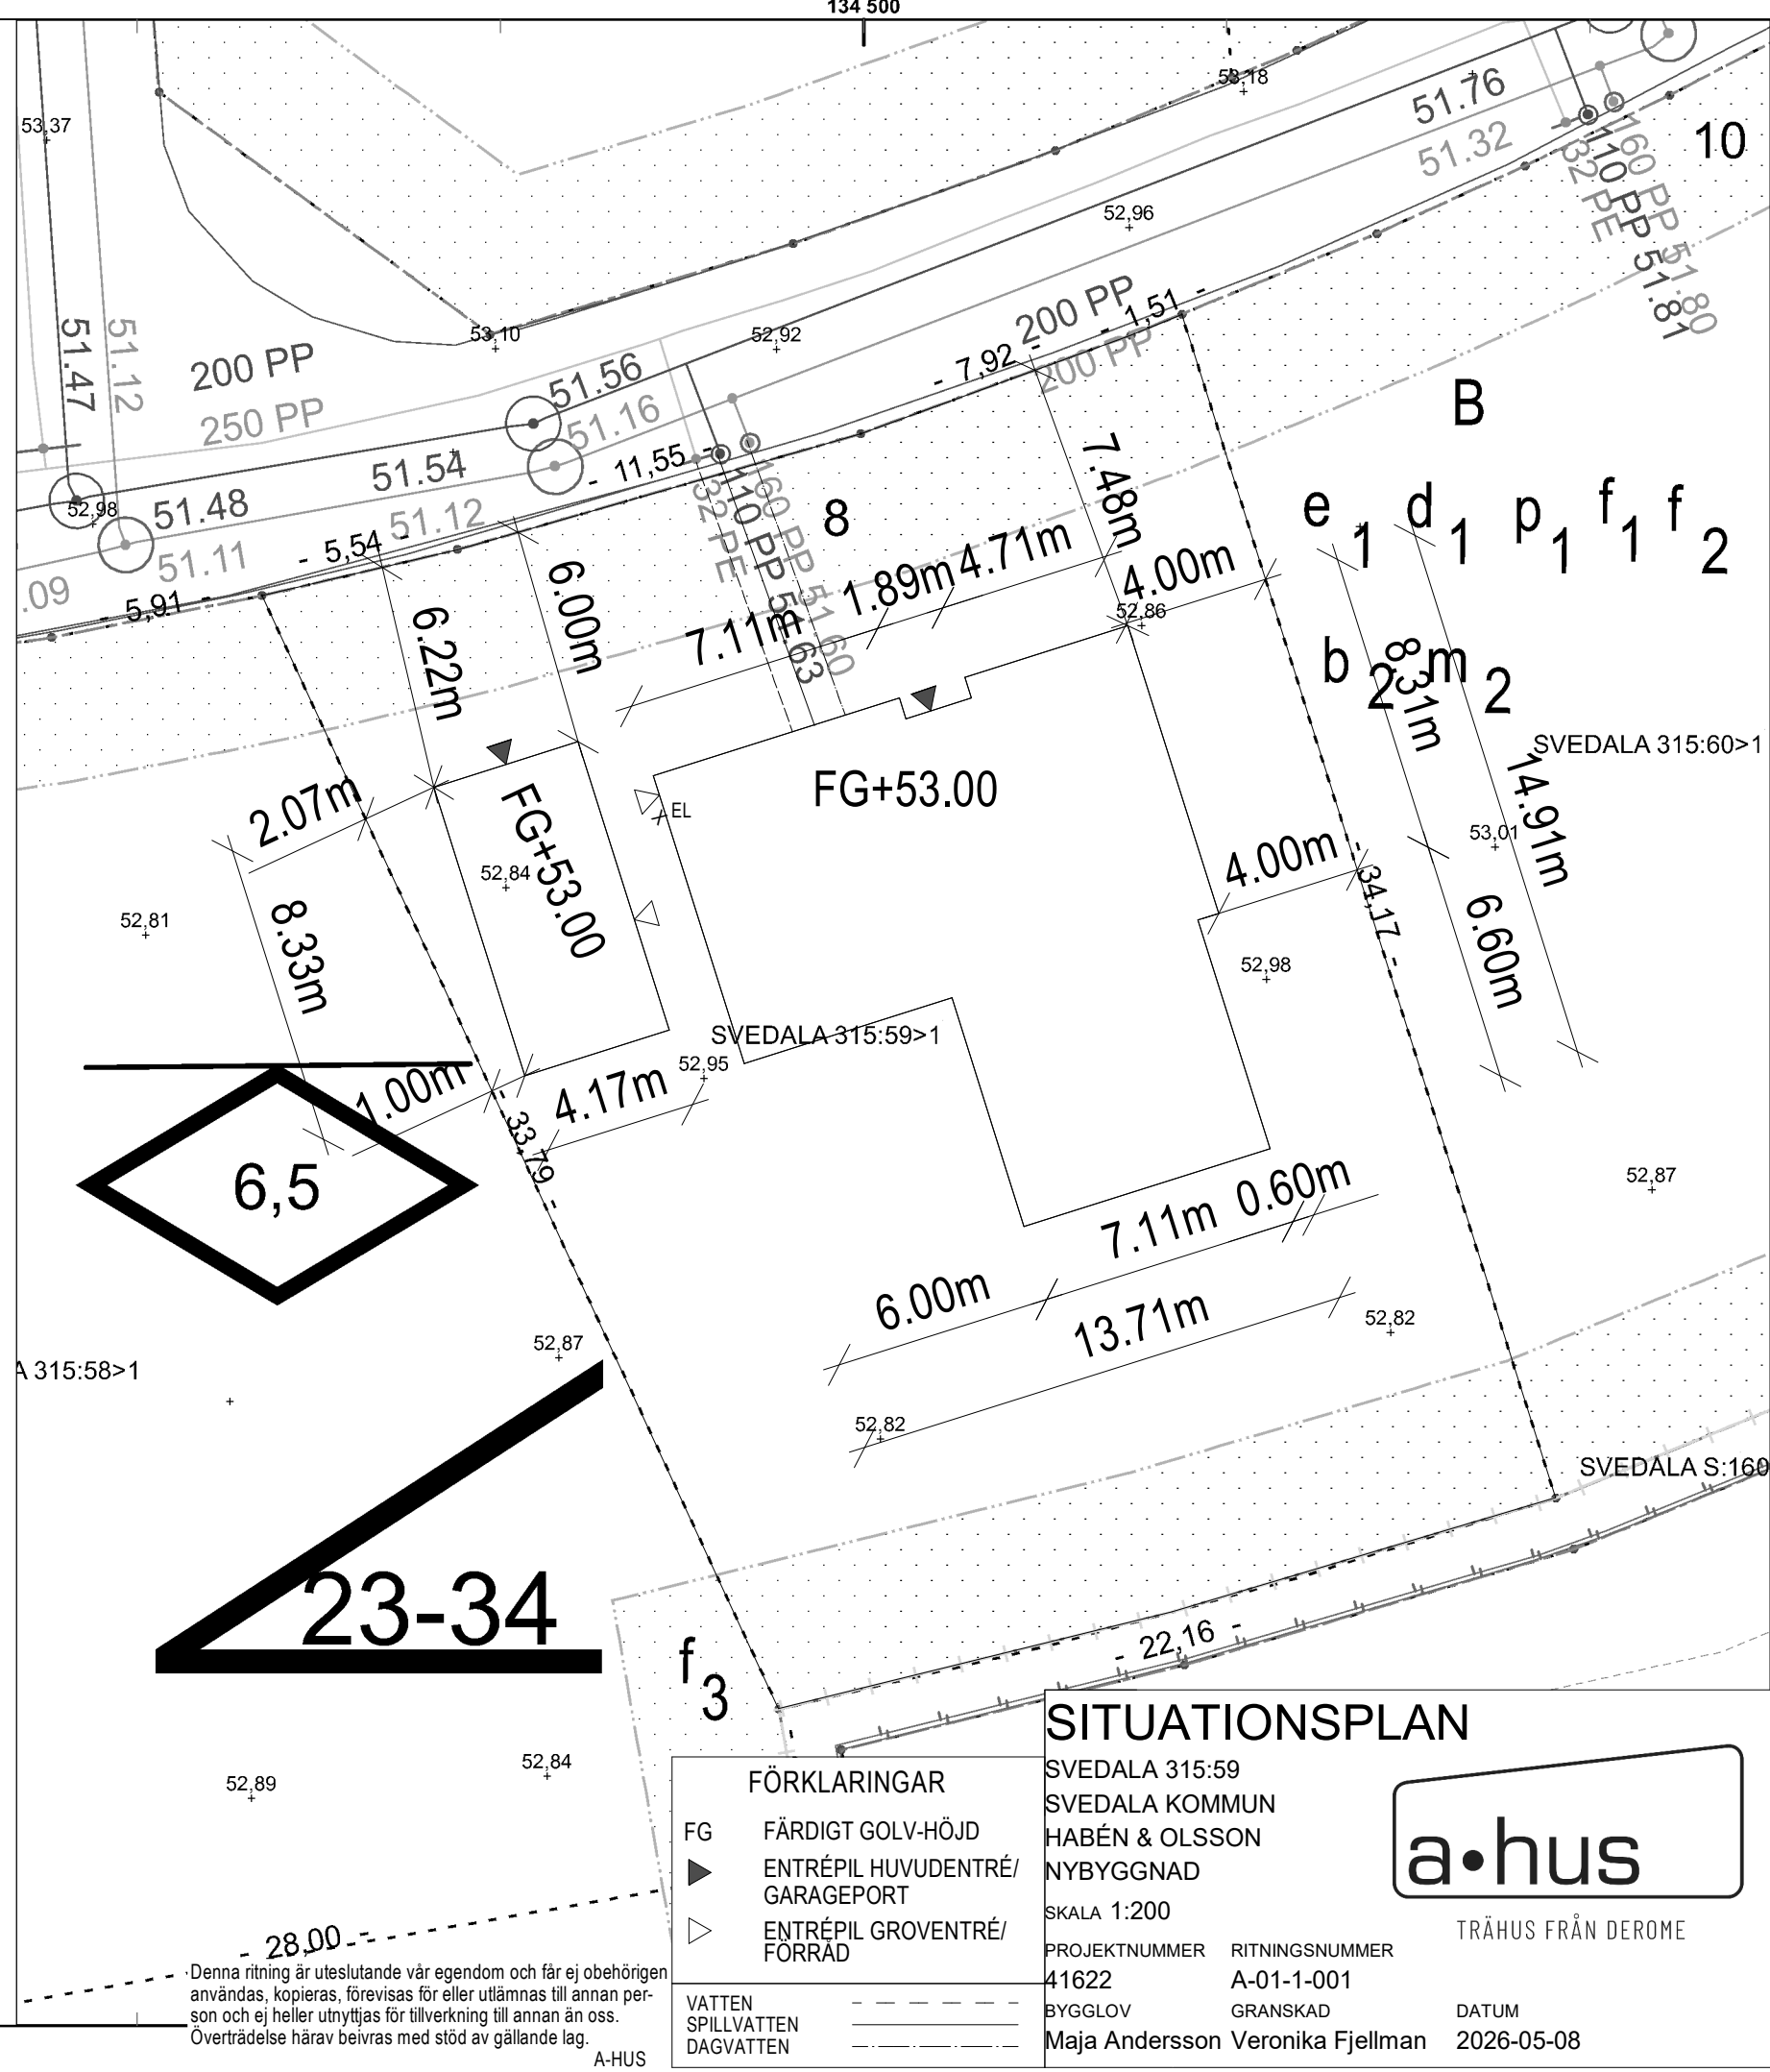 134 500
53,18
53,37
51.76
51.32
10
160 PP 51.80
110 PP 51.81
32 PE
52,96
51.47
51.12
200 PP
250 PP
53,10
52,92
200 PP
200 PP
- 1,51 -
- 7,92 -
51.56
51.16
B
51.54
51.12
- 11,55 -
7.48m
52,98
51.48
51.11
.09
- 5,54 -
- 5,91 -
160 PP 51.60
110 PP 51.63
32 PE
8
e 1 d 1 p 1 f 1 f 2
6.22m
6.00m
7.11m
1.89m
4.71m
4.00m
52,86
b 2 m 2
8.31m
14.91m
SVEDALA 315:60>1
2.07m
FG+53.00
EL
FG+53.00
52,84
53,01
4.00m
- 34,17 -
52,81
8.33m
6.60m
52,98
SVEDALA 315:59>1
52,95
1.00m
4.17m
- 33,79 -
6,5
52,87
7.11m
0.60m
6.00m
13.71m
52,82
52,87
A 315:58>1
52,82
SVEDALA S:160
23-34
- 22,16 -
f 3
52,89
52,84
- 28,00 -
Denna ritning är uteslutande vår egendom och får ej obehörigen
användas, kopieras, förevisas för eller utlämnas till annan per-
son och ej heller utnyttjas för tillverkning till annan än oss.
Överträdelse härav beivras med stöd av gällande lag.
A-HUS
FÖRKLARINGAR
FG FÄRDIGT GOLV-HÖJD
ENTRÉPIL HUVUDENTRÉ/
GARAGEPORT
ENTRÉPIL GROVENTRÉ/
FÖRRÅD
VATTEN
SPILLVATTEN
DAGVATTEN
SITUATIONSPLAN
SVEDALA 315:59
SVEDALA KOMMUN
HABÉN & OLSSON
NYBYGGNAD
SKALA 1:200
a•hus
TRÄHUS FRÅN DEROME
PROJEKTNUMMER RITNINGSNUMMER
41622 A-01-1-001
BYGGLOV GRANSKAD DATUM
Maja Andersson Veronika Fjellman 2026-05-08